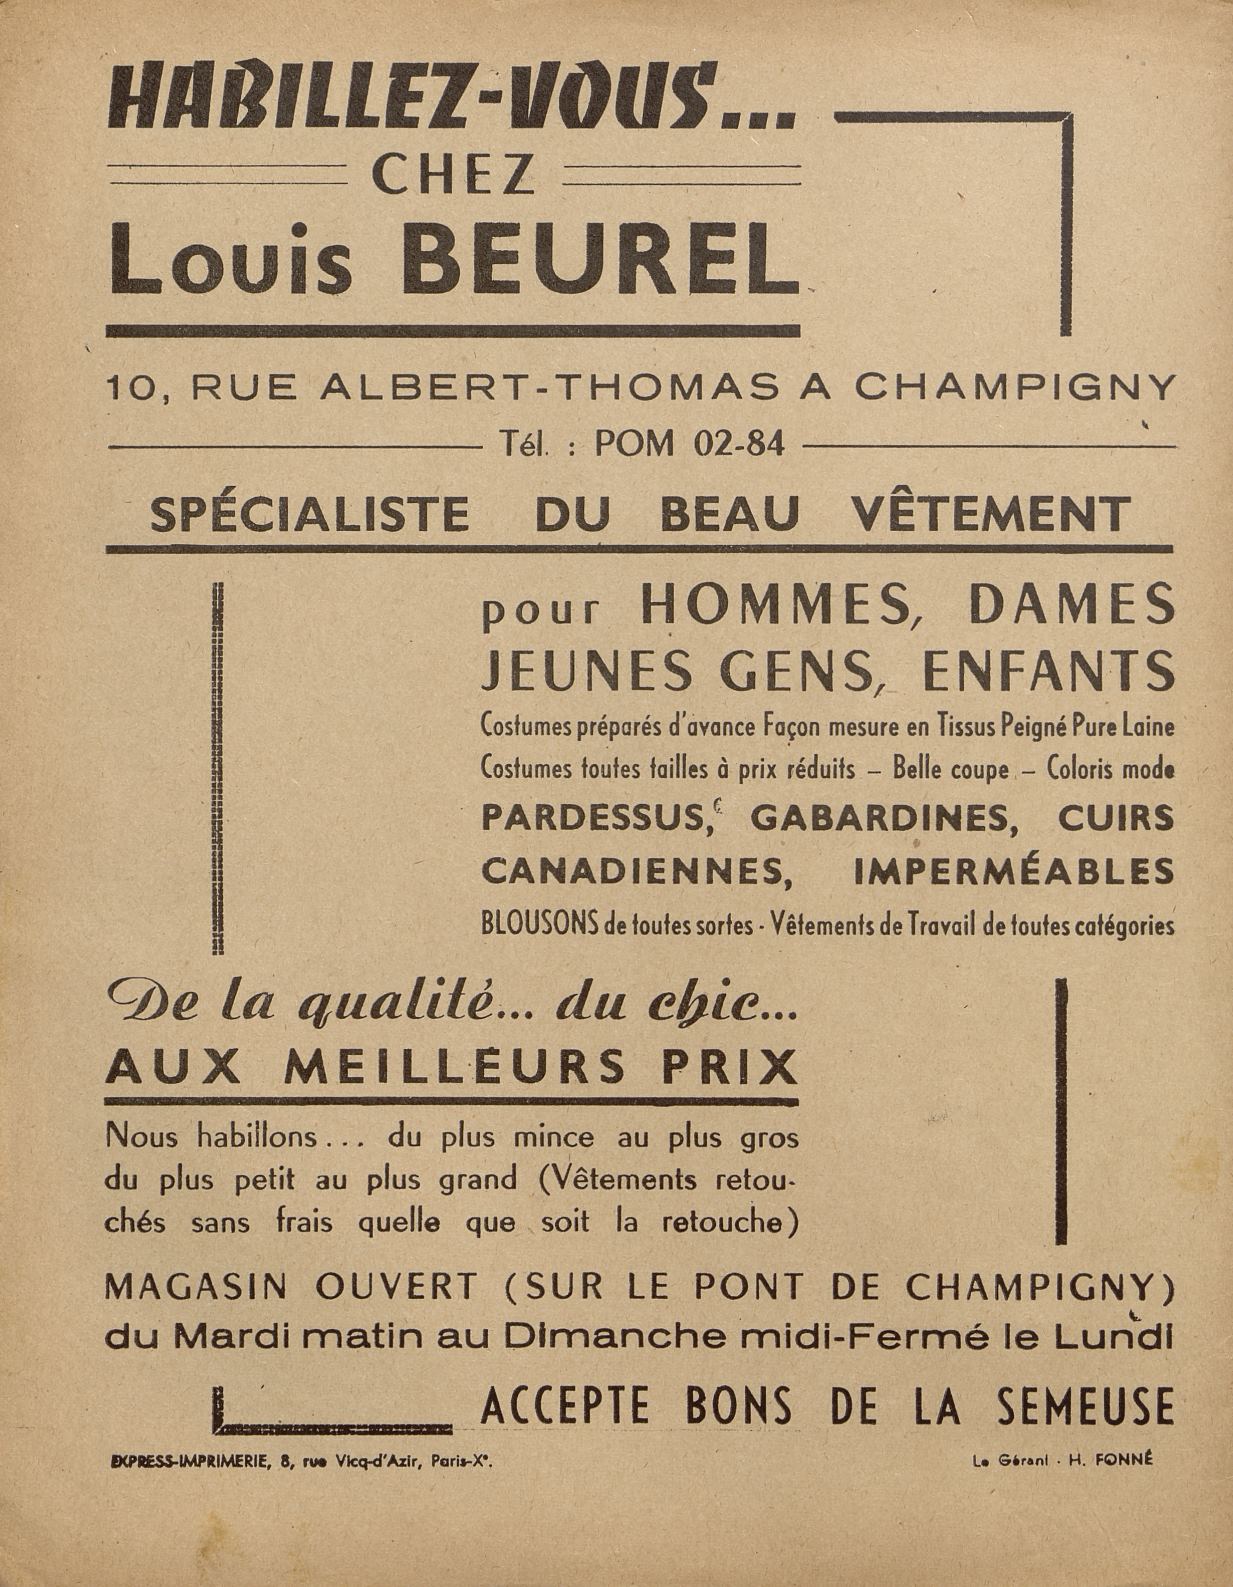 HABILLEZ-VOUS...
CHEZ
Louis BEUREL
10, RUE ALBERT-THOMAS A CHAMPIGNY
Tél. : POM 02-84
SPÉCIALISTE DU BEAU VÊTEMENT
pour HOMMES, DAMES
JEUNES GENS, ENFANTS
Costumes préparés d'avance Façon mesure en Tissus Peigné Pure Laine
Costumes toutes tailles à prix réduits – Belle coupe – Coloris mode
PARDESSUS, GABARDINES, CUIRS
CANADIENNES, IMPERMÉABLES
BLOUSONS de toutes sortes - Vêtements de Travail de toutes catégories
De la qualité... du chic...
AUX MEILLEURS PRIX
Nous habillons... du plus mince au plus gros
du plus petit au plus grand (Vêtements retou-
chés sans frais quelle que soit la retouche)
MAGASIN OUVERT (SUR LE PONT DE CHAMPIGNY)
du Mardi matin au Dimanche midi-Fermé le Lundi
ACCEPTE BONS DE LA SEMEUSE
EXPRESS-IMPRIMERIE, 8, rue Vicq-d'Azir, Paris-Xe.
Le Gérant - H. FONNÉ